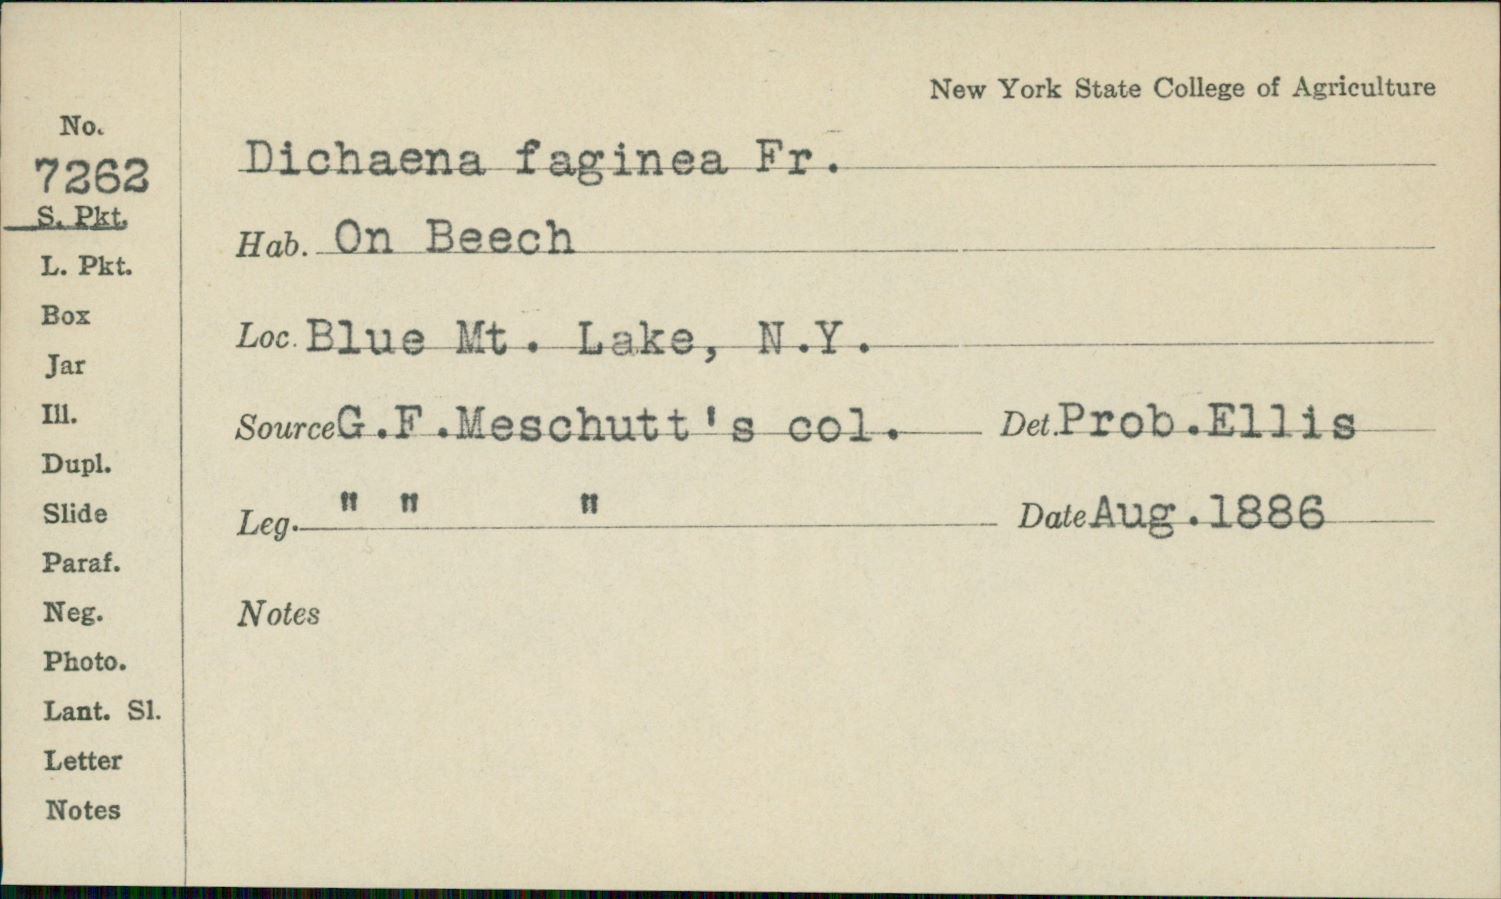 New York State College of Agriculture
No.
7262
S. Pkt.
L. Pkt.
Box
Jar
Ill.
Dupl.
Slide
Paraf.
Neg.
Photo.
Lant. Sl.
Letter
Notes
Dichaena faginea Fr.
Hab. On Beech
Loc. Blue Mt. Lake, N.Y.
Source G.F.Meschutt's col. Det. Prob.Ellis
Leg. " " " Date Aug.1886
Notes